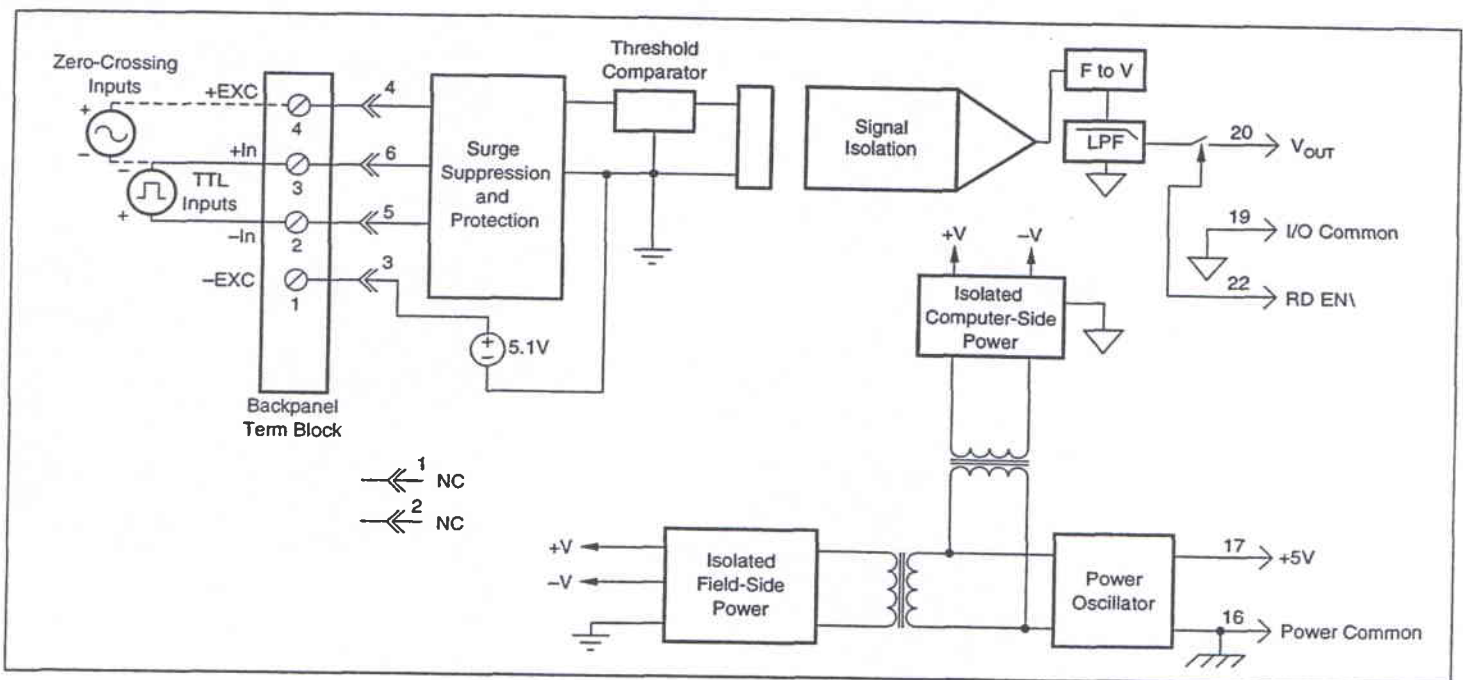 Zero-Crossing
Inputs
+EXC
4
4
+
−
+In
3
6
−
TTL
Inputs
+
−In
2
5
−EXC
1
3
Backpanel
Term Block
Surge
Suppression
and
Protection
Threshold
Comparator
+
−
5.1V
1
NC
2
NC
Signal
Isolation
F to V
LPF
20
VOUT
19
I/O Common
22
RD EN\
+V
−V
Isolated
Computer-Side
Power
+V
−V
Isolated
Field-Side
Power
Power
Oscillator
17
+5V
16
Power Common